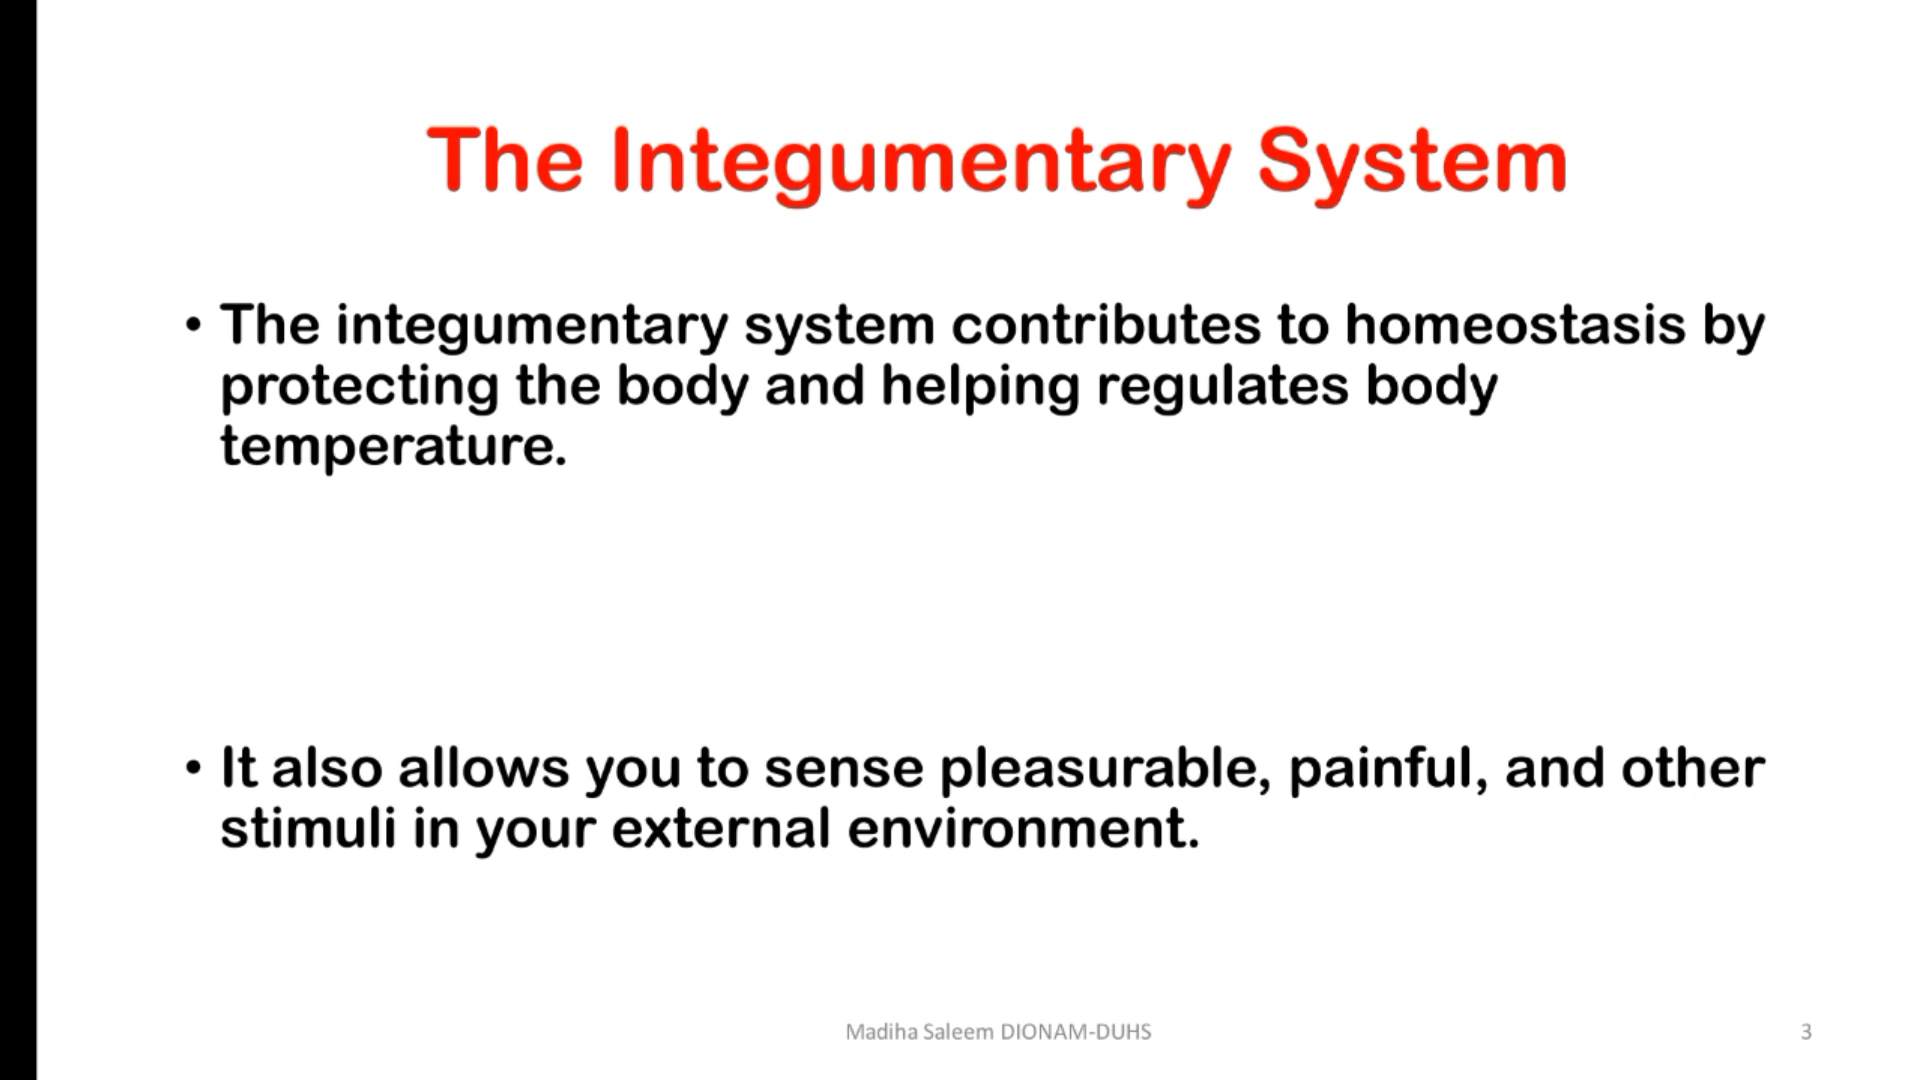 The Integumentary System
• The integumentary system contributes to homeostasis by
protecting the body and helping regulates body
temperature.
• It also allows you to sense pleasurable, painful, and other
stimuli in your external environment.
Madiha Saleem DIONAM-DUHS
3